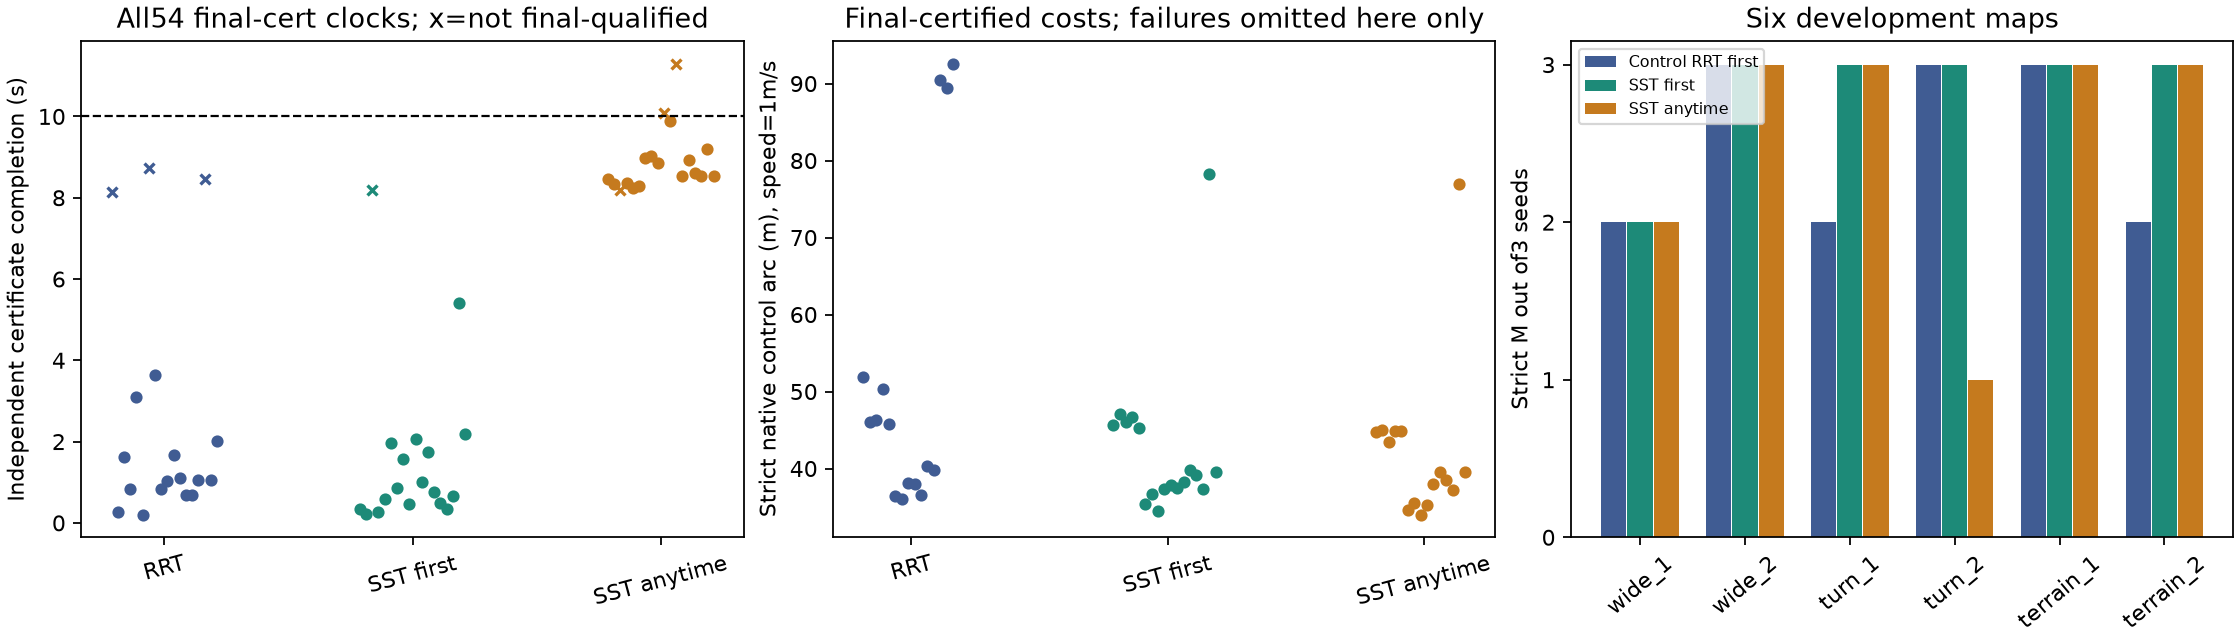 All54 final-cert clocks; x=not final-qualified
Independent certificate completion (s)
10
8
6
4
2
0
RRT
SST first
SST anytime
Final-certified costs; failures omitted here only
Strict native control arc (m), speed=1m/s
90
80
70
60
50
40
RRT
SST first
SST anytime
Six development maps
Strict M out of3 seeds
3
2
1
0
Control RRT first
SST first
SST anytime
wide_1
wide_2
turn_1
turn_2
terrain_1
terrain_2